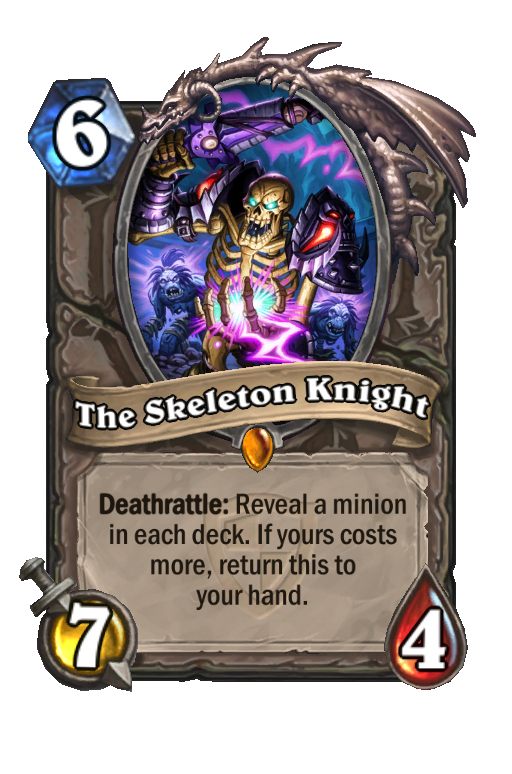 6
The Skeleton Knight
Deathrattle: Reveal a minion
in each deck. If yours costs
more, return this to
your hand.
7
4